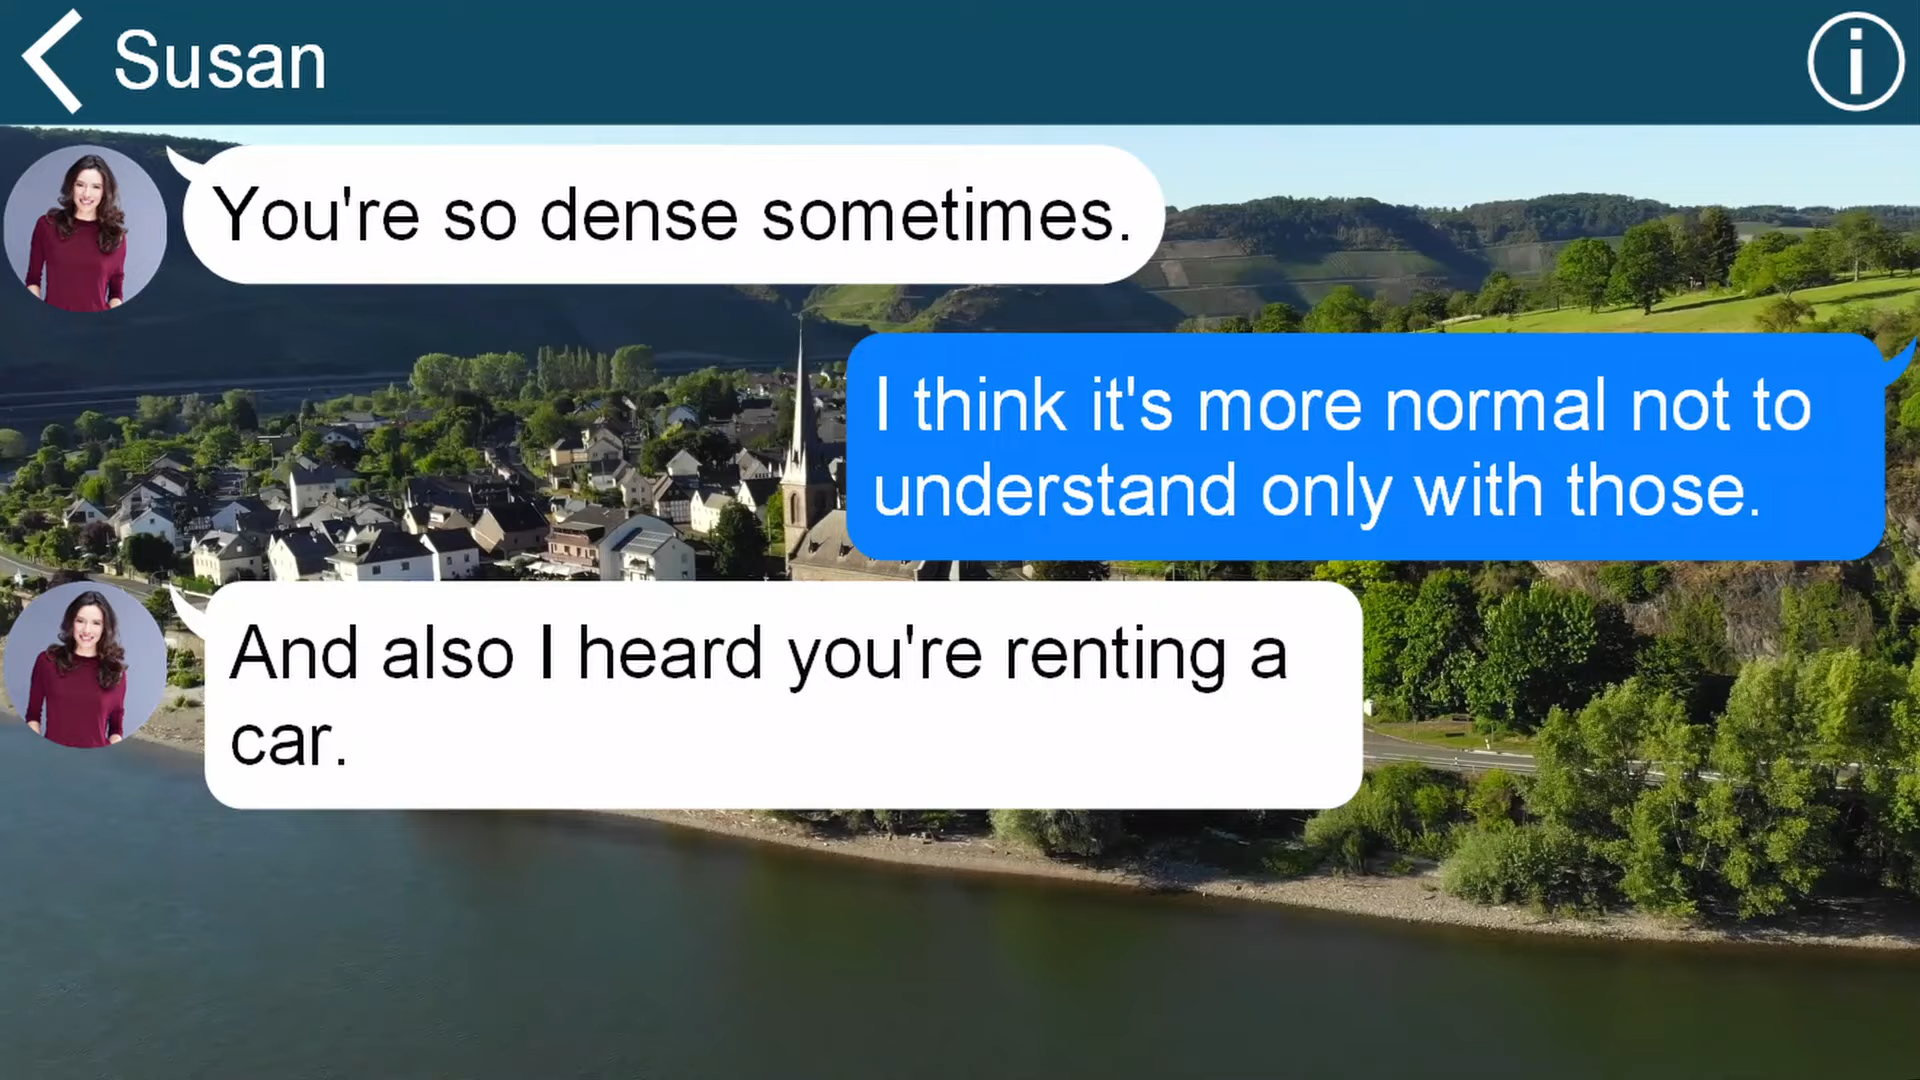 Susan
You're so dense sometimes.
I think it's more normal not to
understand only with those.
And also I heard you're renting a
car.